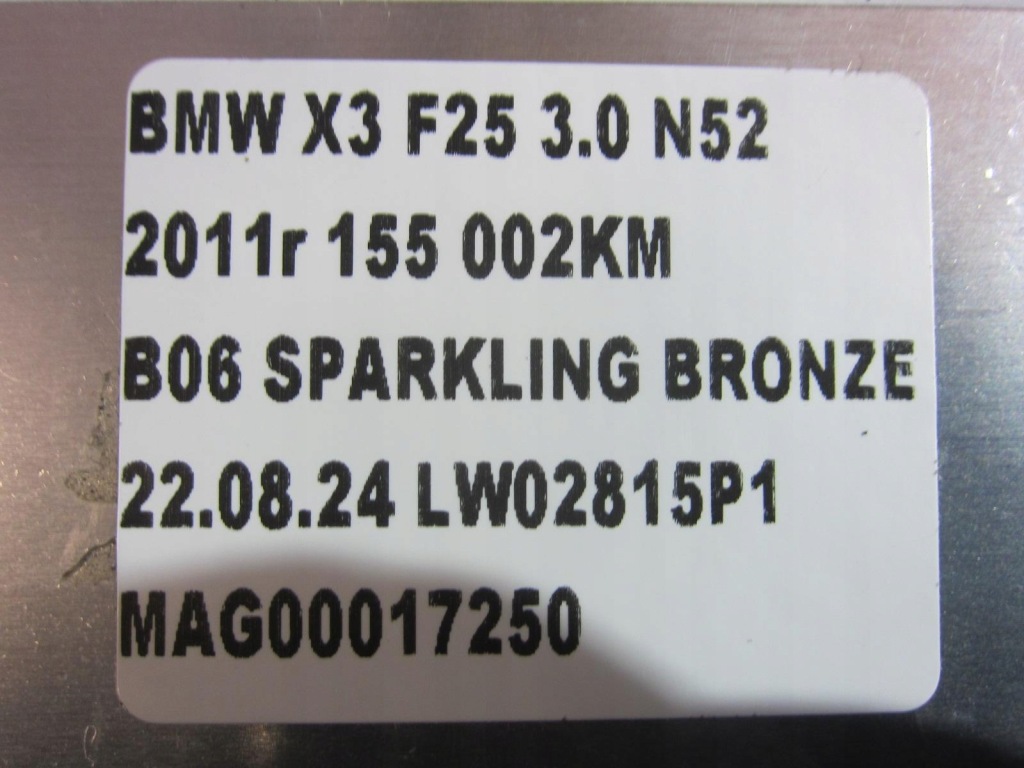 BMW X3 F25 3.0 N52
2011r 155 002KM
B06 SPARKLING BRONZE
22.08.24 LW02815P1
MAG00017250